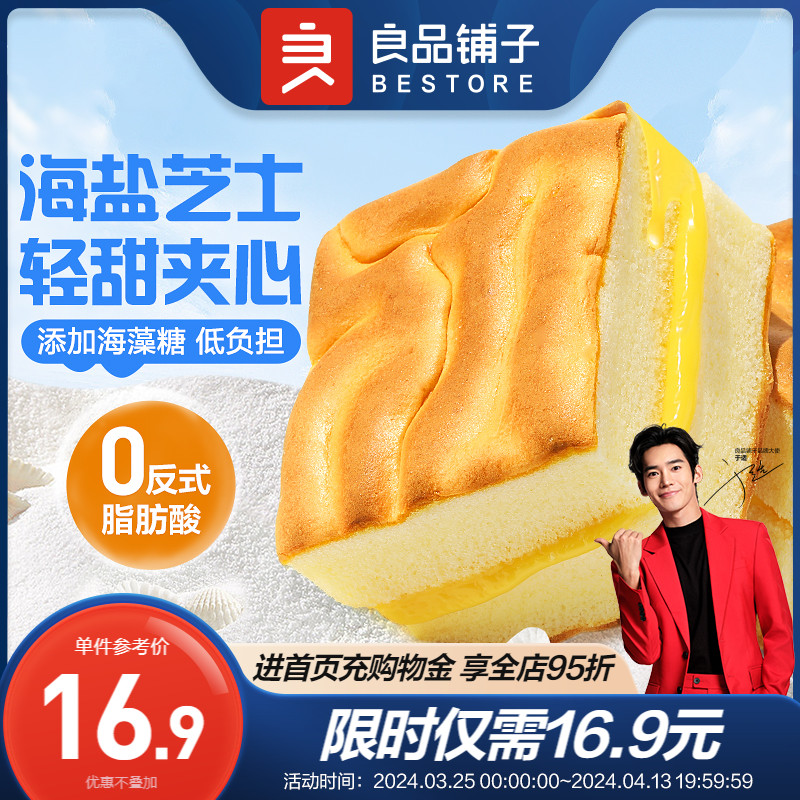 良品铺子
BESTORE
海盐芝士
轻甜夹心
添加海藻糖 低负担
0反式
脂肪酸
于适
单件参考价
16.9
优惠不叠加
进首页充购物金 享全店95折
限时仅需16.9元
活动时间：2024.03.25 00:00:00~2024.04.13 19:59:59